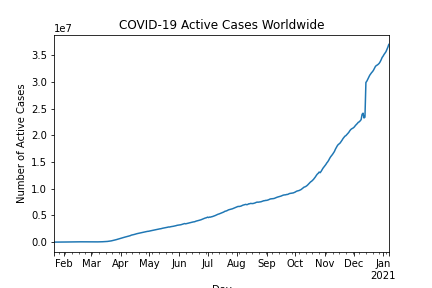 COVID-19 Active Cases Worldwide
1e7
3.5
3.0
2.5
2.0
1.5
1.0
0.5
0.0
Number of Active Cases
Feb Mar Apr May Jun Jul Aug Sep Oct Nov Dec Jan
2021